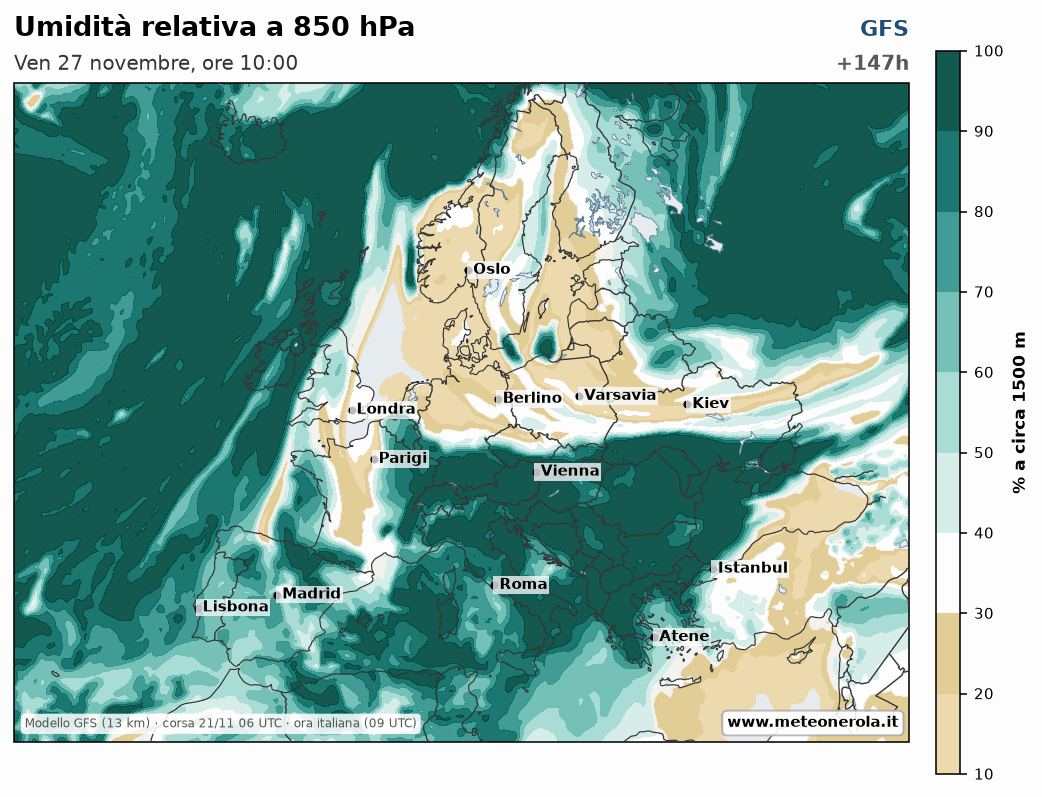 Umidità relativa a 850 hPa
GFS
Ven 27 novembre, ore 10:00
+147h
100
90
80
70
60
50
40
30
20
10
% a circa 1500 m
Oslo
Londra
Berlino
Varsavia
Kiev
Parigi
Vienna
Istanbul
Roma
Madrid
Lisbona
Atene
Modello GFS (13 km) · corsa 21/11 06 UTC · ora italiana (09 UTC)
www.meteonerola.it